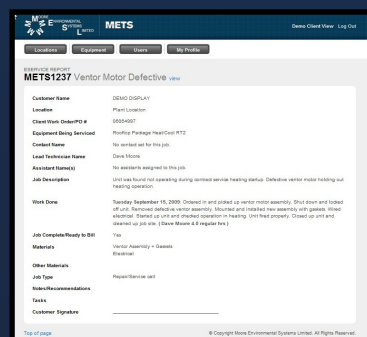 MOORE ENVIRONMENTAL SYSTEMS LIMITED
METS
Demo Client View Log Out
Locations Equipment Users My Profile
ESERVICE REPORT
METS1237 Ventor Motor Defective view
Customer Name DEMO DISPLAY
Location Plant Location
Client Work Order/PO #
Equipment Being Serviced Rooftop Package Heat/Cool RT2
Contact Name No contact set for this job.
Lead Technician Name Dave Moore
Assistant Name(s) No assistants assigned to this job.
Job Description Unit was found not operating during combed service heating startup. Defective ventor motor holding out
heating operation.
Work Done Tuesday September 15, 2009: Ordered in and picked up ventor motor assembly. Shut down and locked
off unit. Removed defective ventor assembly. Mounted and installed new assembly with gaskets. Wired
electrical. Started up unit and checked operation in heating. Unit fired properly. Closed up unit and
cleaned up job site. ( Dave Moore 4.0 regular hrs )
Job Complete/Ready to Bill Yes
Materials Ventor Assembly + Gaskets
Electrical
Other Materials
Job Type Repair/Service call
Notes/Recommendations
Tasks
Customer Signature
Top of page © Copyright Moore Environmental Systems Limited. All Rights Reserved.